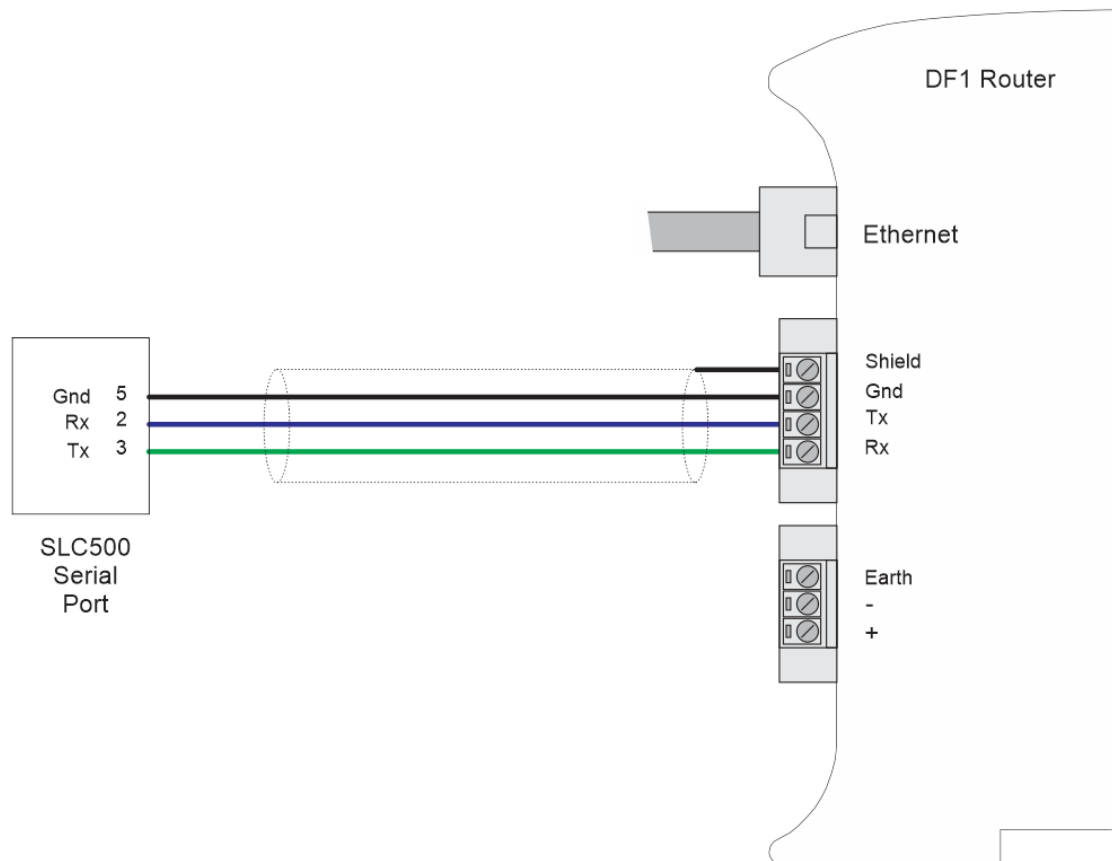 DF1 Router
Ethernet
Shield
Gnd 5
Gnd
Rx 2
Tx
Tx 3
Rx
SLC500
Serial
Port
Earth
-
+